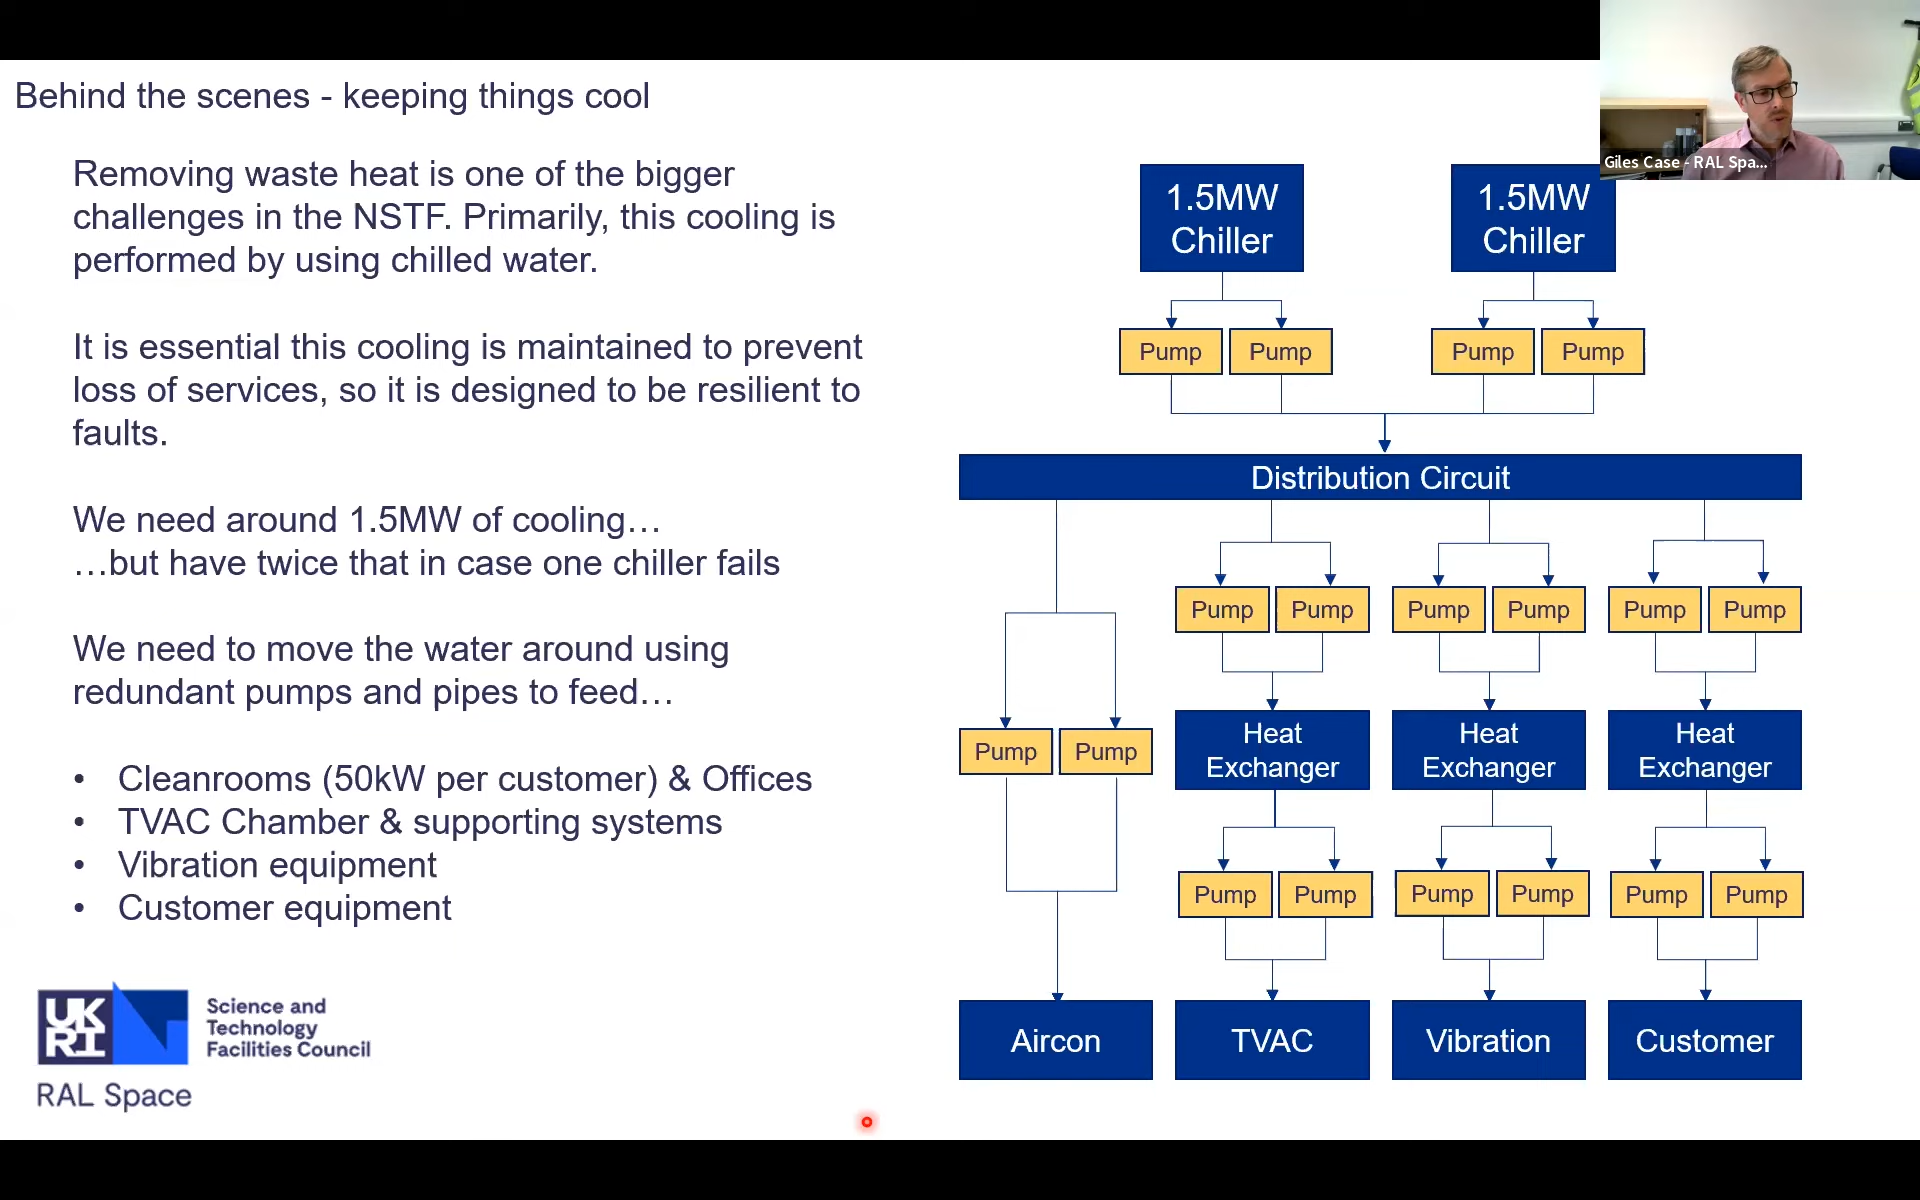 Behind the scenes - keeping things cool
Removing waste heat is one of the bigger
challenges in the NSTF. Primarily, this cooling is
performed by using chilled water.
It is essential this cooling is maintained to prevent
loss of services, so it is designed to be resilient to
faults.
We need around 1.5MW of cooling…
…but have twice that in case one chiller fails
We need to move the water around using
redundant pumps and pipes to feed…
• Cleanrooms (50kW per customer) & Offices
• TVAC Chamber & supporting systems
• Vibration equipment
• Customer equipment
UK
RI
Science and
Technology
Facilities Council
RAL Space
Giles Case - RAL Spa...
1.5MW
Chiller
1.5MW
Chiller
Pump Pump Pump Pump
Distribution Circuit
Pump Pump Pump Pump Pump Pump
Pump Pump
Heat
Exchanger
Heat
Exchanger
Heat
Exchanger
Pump Pump Pump Pump Pump Pump
Aircon TVAC Vibration Customer